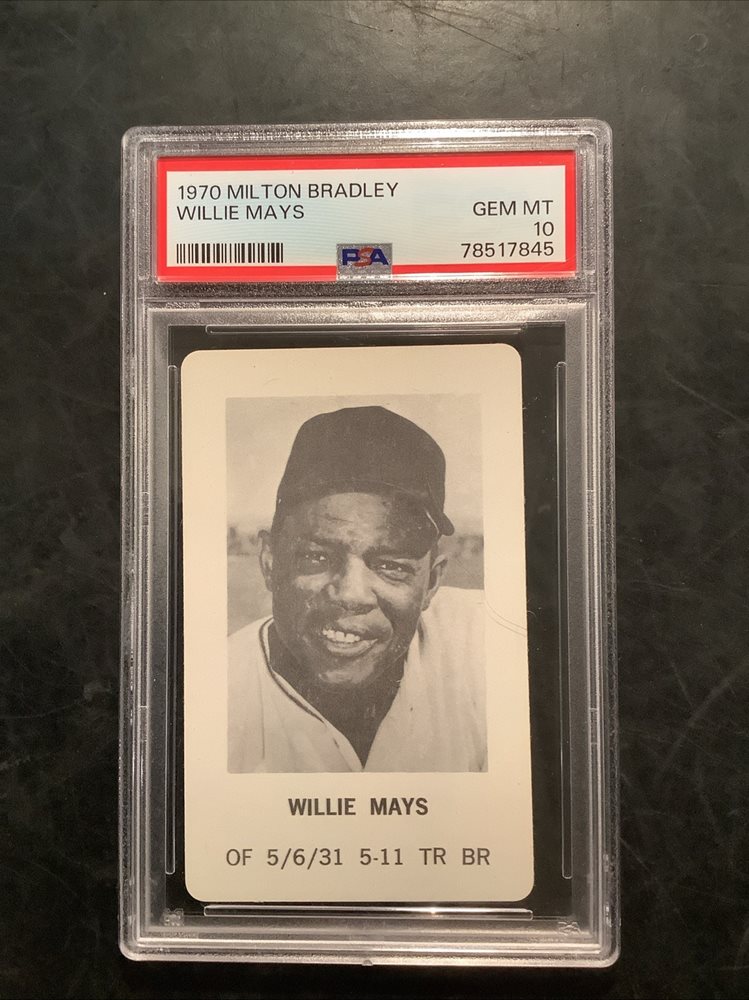 1970 MILTON BRADLEY
WILLIE MAYS
GEM MT
10
78517845
PSA
WILLIE MAYS
OF 5/6/31 5-11 TR BR